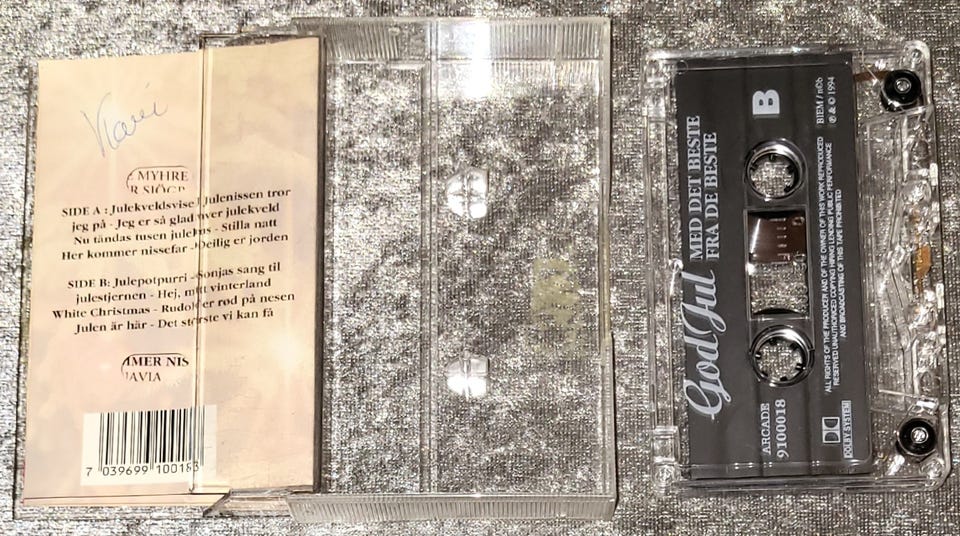 Kari
MYHRE
SIDE A : Julekveldsvise Julenissen tror
jeg på - Jeg er så glad hver julekveld
Nu tändas tusen juleljus - Stilla natt
Her kommer nissefar - Deilig er jorden
SIDE B: Julepotpurri - Sonjas sang til
julestjernen - Hej, mitt vinterland
White Christmas - Rudolf er rød på nesen
Julen är här - Det største vi kan få
MER NIS
AVIA
7 039699 100183
God Jul
MED DET BESTE
FRA DE BESTE
B
BIEM / n©b
℗ & © 1994
ARCADE
9100018
ALL RIGHTS OF THE PRODUCER AND OF THE OWNER OF THIS WORK REPRODUCED
RESERVED UNAUTHORIZED COPYING HIRING LENDING PUBLIC PERFORMANCE
AND BROADCASTING OF THIS TAPE PROHIBITED
DOLBY SYSTEM